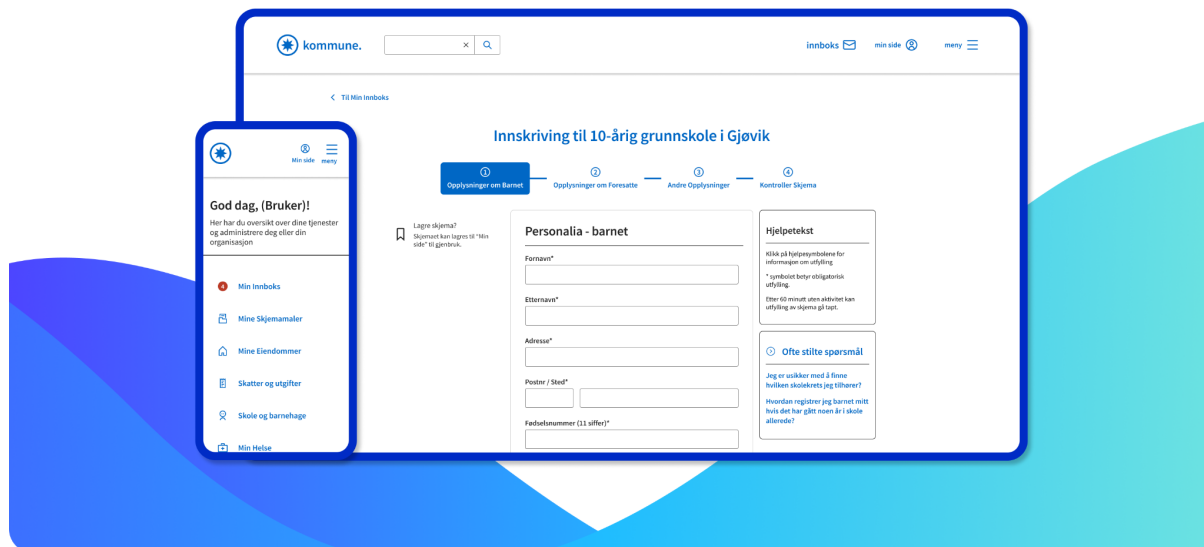 kommune.
innboks
min side
meny
Til Min Innboks
Innskriving til 10-årig grunnskole i Gjøvik
1
Opplysninger om Barnet
2
Opplysninger om Foresatte
3
Andre Opplysninger
4
Kontroller Skjema
Lagre skjema?
Skjemaet kan lagres til "Min
side" til gjenbruk.
Personalia - barnet
Fornavn*
Etternavn*
Adresse*
Postnr / Sted*
Fødselsnummer (11 siffer)*
Hjelpetekst
Klikk på hjelpesymbolene for
informasjon om utfylling
* symbolet betyr obligatorisk
utfylling.
Etter 60 minutt uten aktivitet kan
utfylling av skjema gå tapt.
Ofte stilte spørsmål
Jeg er usikker med å finne
hvilken skolekrets jeg tilhører?
Hvordan registrer jeg barnet mitt
hvis det har gått noen år i skole
allerede?
Min side
meny
God dag, (Bruker)!
Her har du oversikt over dine tjenester
og administrere deg eller din
organisasjon
4
Min Innboks
Mine Skjemamaler
Mine Eiendommer
Skatter og utgifter
Skole og barnehage
Min Helse